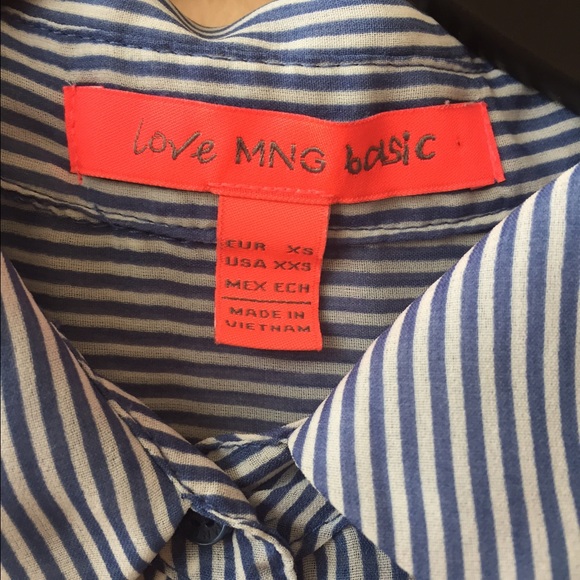 love MNG basic
EUR XS
USA XXS
MEX ECH
MADE IN
VIETNAM